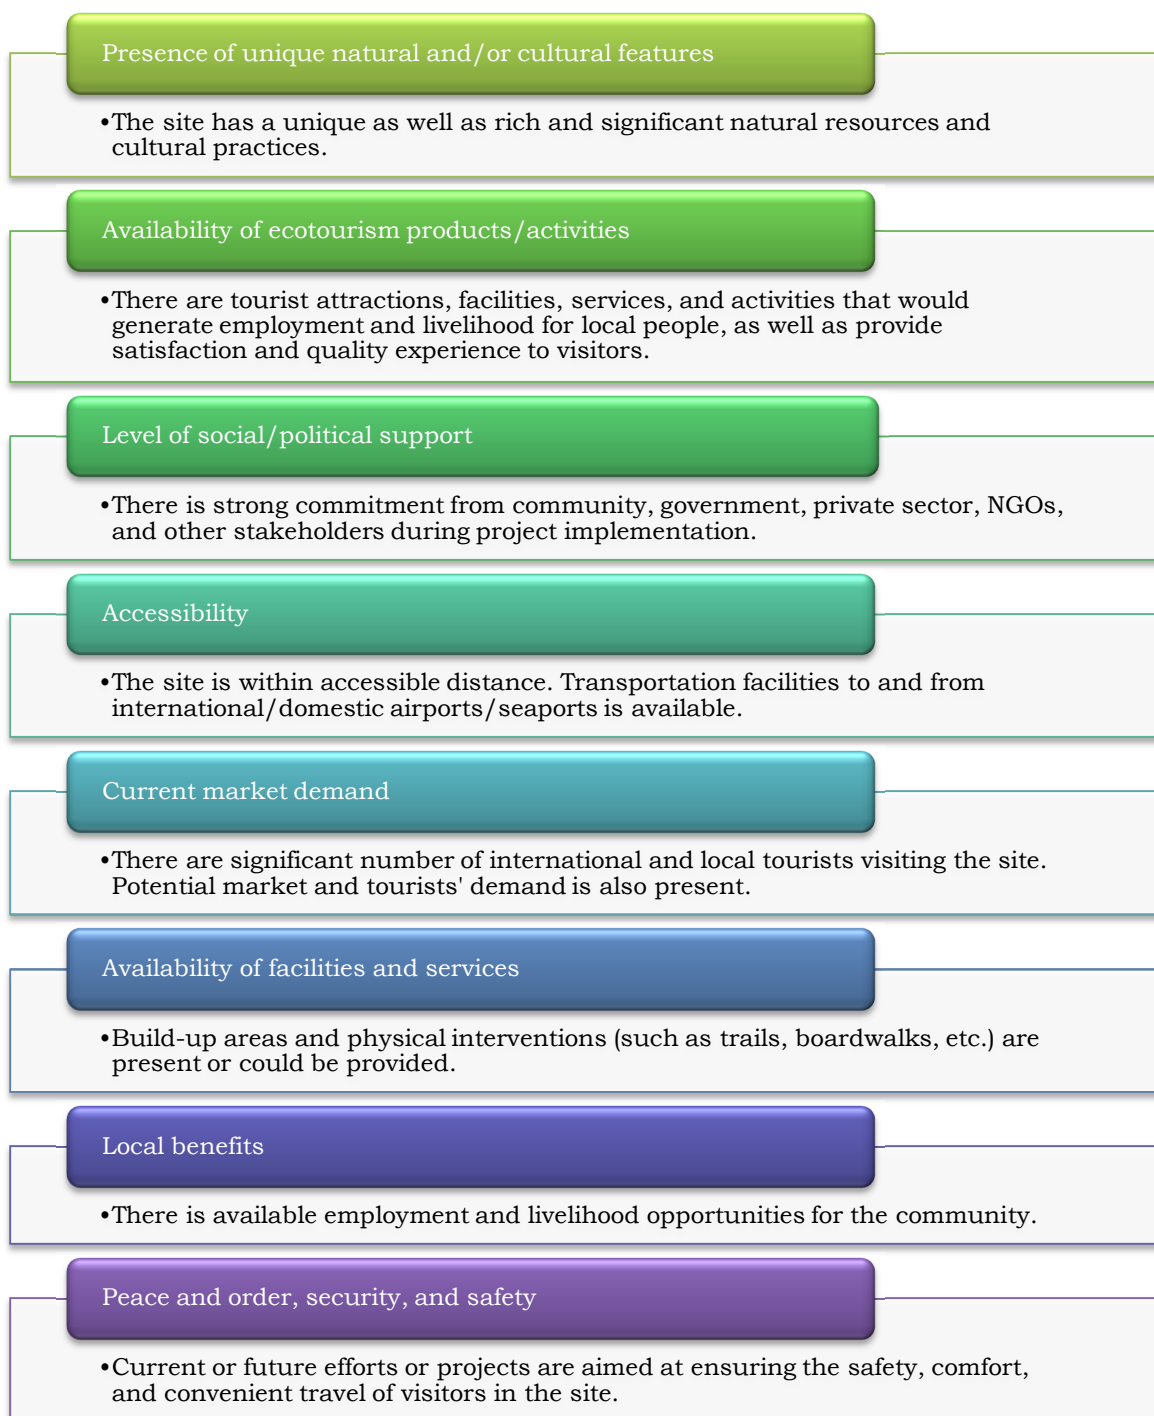 Presence of unique natural and/or cultural features
•The site has a unique as well as rich and significant natural resources and
cultural practices.
Availability of ecotourism products/activities
•There are tourist attractions, facilities, services, and activities that would
generate employment and livelihood for local people, as well as provide
satisfaction and quality experience to visitors.
Level of social/political support
•There is strong commitment from community, government, private sector, NGOs,
and other stakeholders during project implementation.
Accessibility
•The site is within accessible distance. Transportation facilities to and from
international/domestic airports/seaports is available.
Current market demand
•There are significant number of international and local tourists visiting the site.
Potential market and tourists' demand is also present.
Availability of facilities and services
•Build-up areas and physical interventions (such as trails, boardwalks, etc.) are
present or could be provided.
Local benefits
•There is available employment and livelihood opportunities for the community.
Peace and order, security, and safety
•Current or future efforts or projects are aimed at ensuring the safety, comfort,
and convenient travel of visitors in the site.